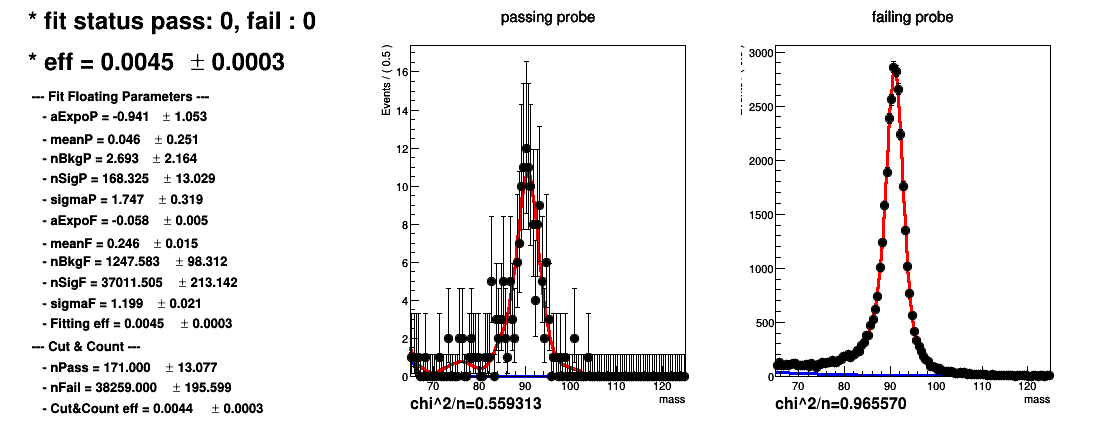 * fit status pass: 0, fail : 0
* eff = 0.0045 ± 0.0003
--- Fit Floating Parameters ---
- aExpoP = -0.941 ± 1.053
- meanP = 0.046 ± 0.251
- nBkgP = 2.693 ± 2.164
- nSigP = 168.325 ± 13.029
- sigmaP = 1.747 ± 0.319
- aExpoF = -0.058 ± 0.005
- meanF = 0.246 ± 0.015
- nBkgF = 1247.583 ± 98.312
- nSigF = 37011.505 ± 213.142
- sigmaF = 1.199 ± 0.021
- Fitting eff = 0.0045 ± 0.0003
--- Cut & Count ---
- nPass = 171.000 ± 13.077
- nFail = 38259.000 ± 195.599
- Cut&Count eff = 0.0044 ± 0.0003
passing probe
Events / ( 0.5 )
16
14
12
10
8
6
4
2
0
70 80 90 100 110 120
mass
chi^2/n=0.559313
failing probe
3000
2500
2000
1500
1000
500
0
70 80 90 100 110 120
mass
chi^2/n=0.965570